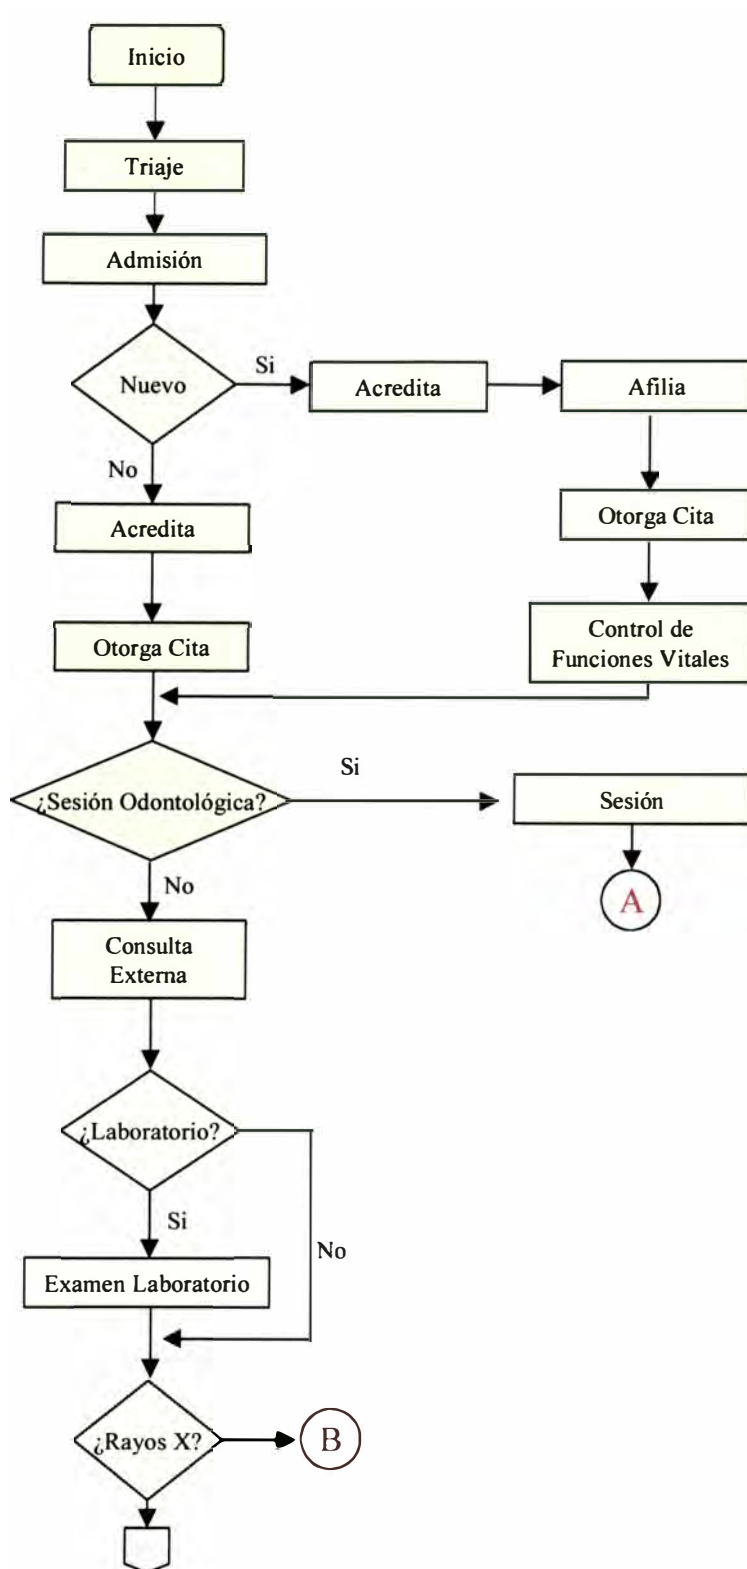 Inicio
Triaje
Admisión
Nuevo
Si
Acredita
Afilia
No
Acredita
Otorga Cita
Otorga Cita
Control de
Funciones Vitales
¿Sesión Odontológica?
Si
Sesión
A
No
Consulta
Externa
¿Laboratorio?
Si
No
Examen Laboratorio
¿Rayos X?
B